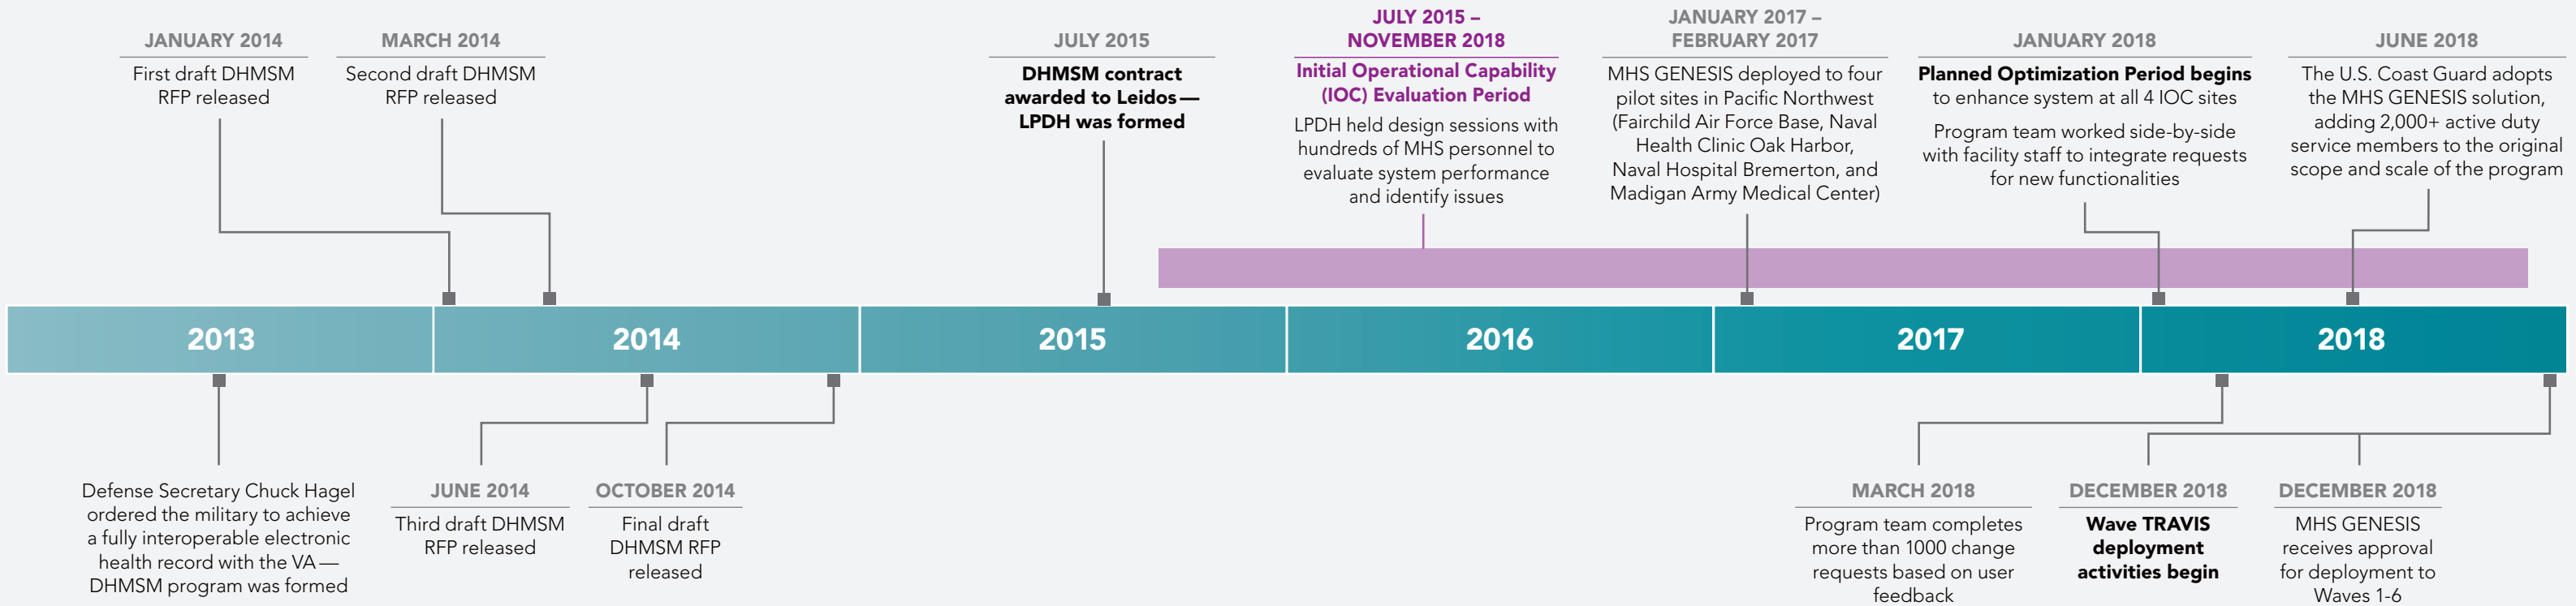 JANUARY 2014
First draft DHMSM
RFP released
MARCH 2014
Second draft DHMSM
RFP released
JULY 2015
DHMSM contract
awarded to Leidos—
LPDH was formed
JULY 2015 –
NOVEMBER 2018
Initial Operational Capability
(IOC) Evaluation Period
LPDH held design sessions with
hundreds of MHS personnel to
evaluate system performance
and identify issues
JANUARY 2017 –
FEBRUARY 2017
MHS GENESIS deployed to four
pilot sites in Pacific Northwest
(Fairchild Air Force Base, Naval
Health Clinic Oak Harbor,
Naval Hospital Bremerton, and
Madigan Army Medical Center)
JANUARY 2018
Planned Optimization Period begins
to enhance system at all 4 IOC sites
Program team worked side-by-side
with facility staff to integrate requests
for new functionalities
JUNE 2018
The U.S. Coast Guard adopts
the MHS GENESIS solution,
adding 2,000+ active duty
service members to the original
scope and scale of the program
2013
2014
2015
2016
2017
2018
Defense Secretary Chuck Hagel
ordered the military to achieve
a fully interoperable electronic
health record with the VA—
DHMSM program was formed
JUNE 2014
Third draft DHMSM
RFP released
OCTOBER 2014
Final draft
DHMSM RFP
released
MARCH 2018
Program team completes
more than 1000 change
requests based on user
feedback
DECEMBER 2018
Wave TRAVIS
deployment
activities begin
DECEMBER 2018
MHS GENESIS
receives approval
for deployment to
Waves 1-6